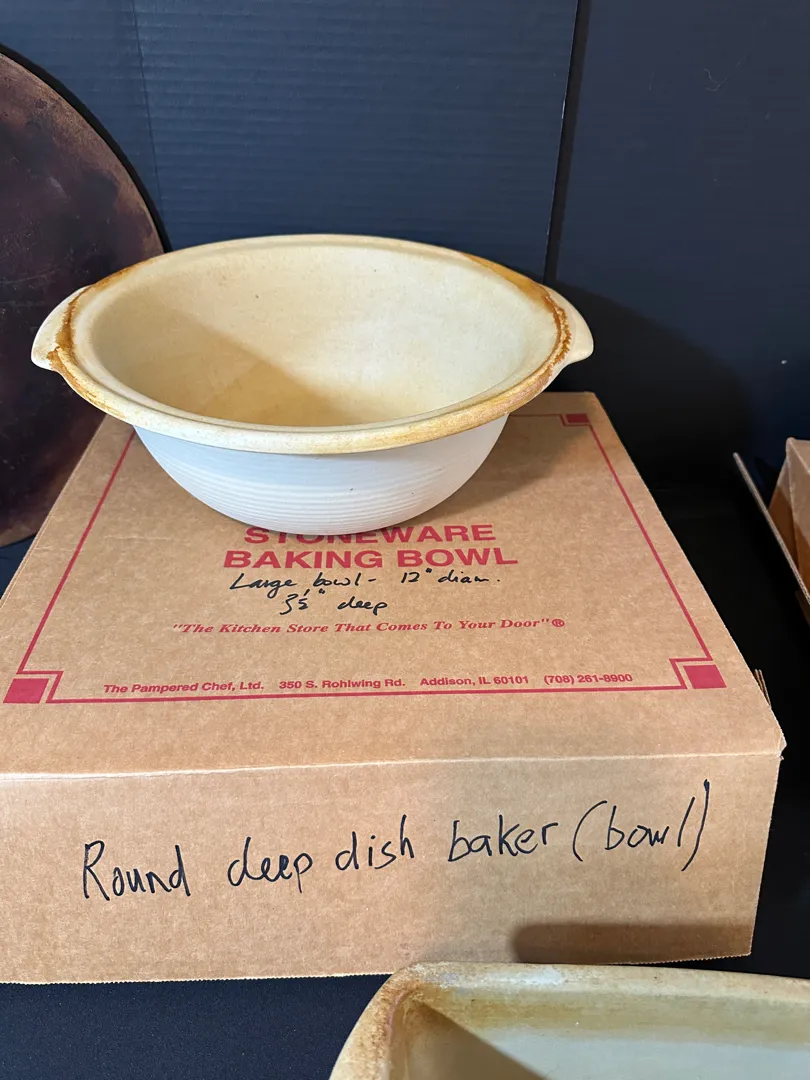 STONEWARE
BAKING BOWL
Large bowl - 12" diam.
3½" deep
"The Kitchen Store That Comes To Your Door"®
The Pampered Chef, Ltd. 350 S. Rohlwing Rd. Addison, IL 60101 (708) 261-8900
Round deep dish baker (bowl)